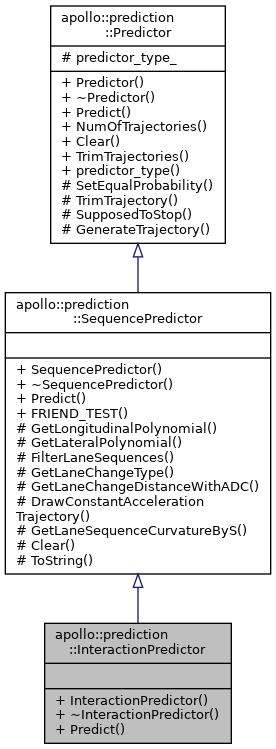 apollo::prediction
::Predictor
# predictor_type_
+ Predictor()
+ ~Predictor()
+ Predict()
+ NumOfTrajectories()
+ Clear()
+ TrimTrajectories()
+ predictor_type()
# SetEqualProbability()
# TrimTrajectory()
# SupposedToStop()
# GenerateTrajectory()
apollo::prediction
::SequencePredictor
+ SequencePredictor()
+ ~SequencePredictor()
+ Predict()
+ FRIEND_TEST()
# GetLongitudinalPolynomial()
# GetLateralPolynomial()
# FilterLaneSequences()
# GetLaneChangeType()
# GetLaneChangeDistanceWithADC()
# DrawConstantAcceleration
Trajectory()
# GetLaneSequenceCurvatureByS()
# Clear()
# ToString()
apollo::prediction
::InteractionPredictor
+ InteractionPredictor()
+ ~InteractionPredictor()
+ Predict()